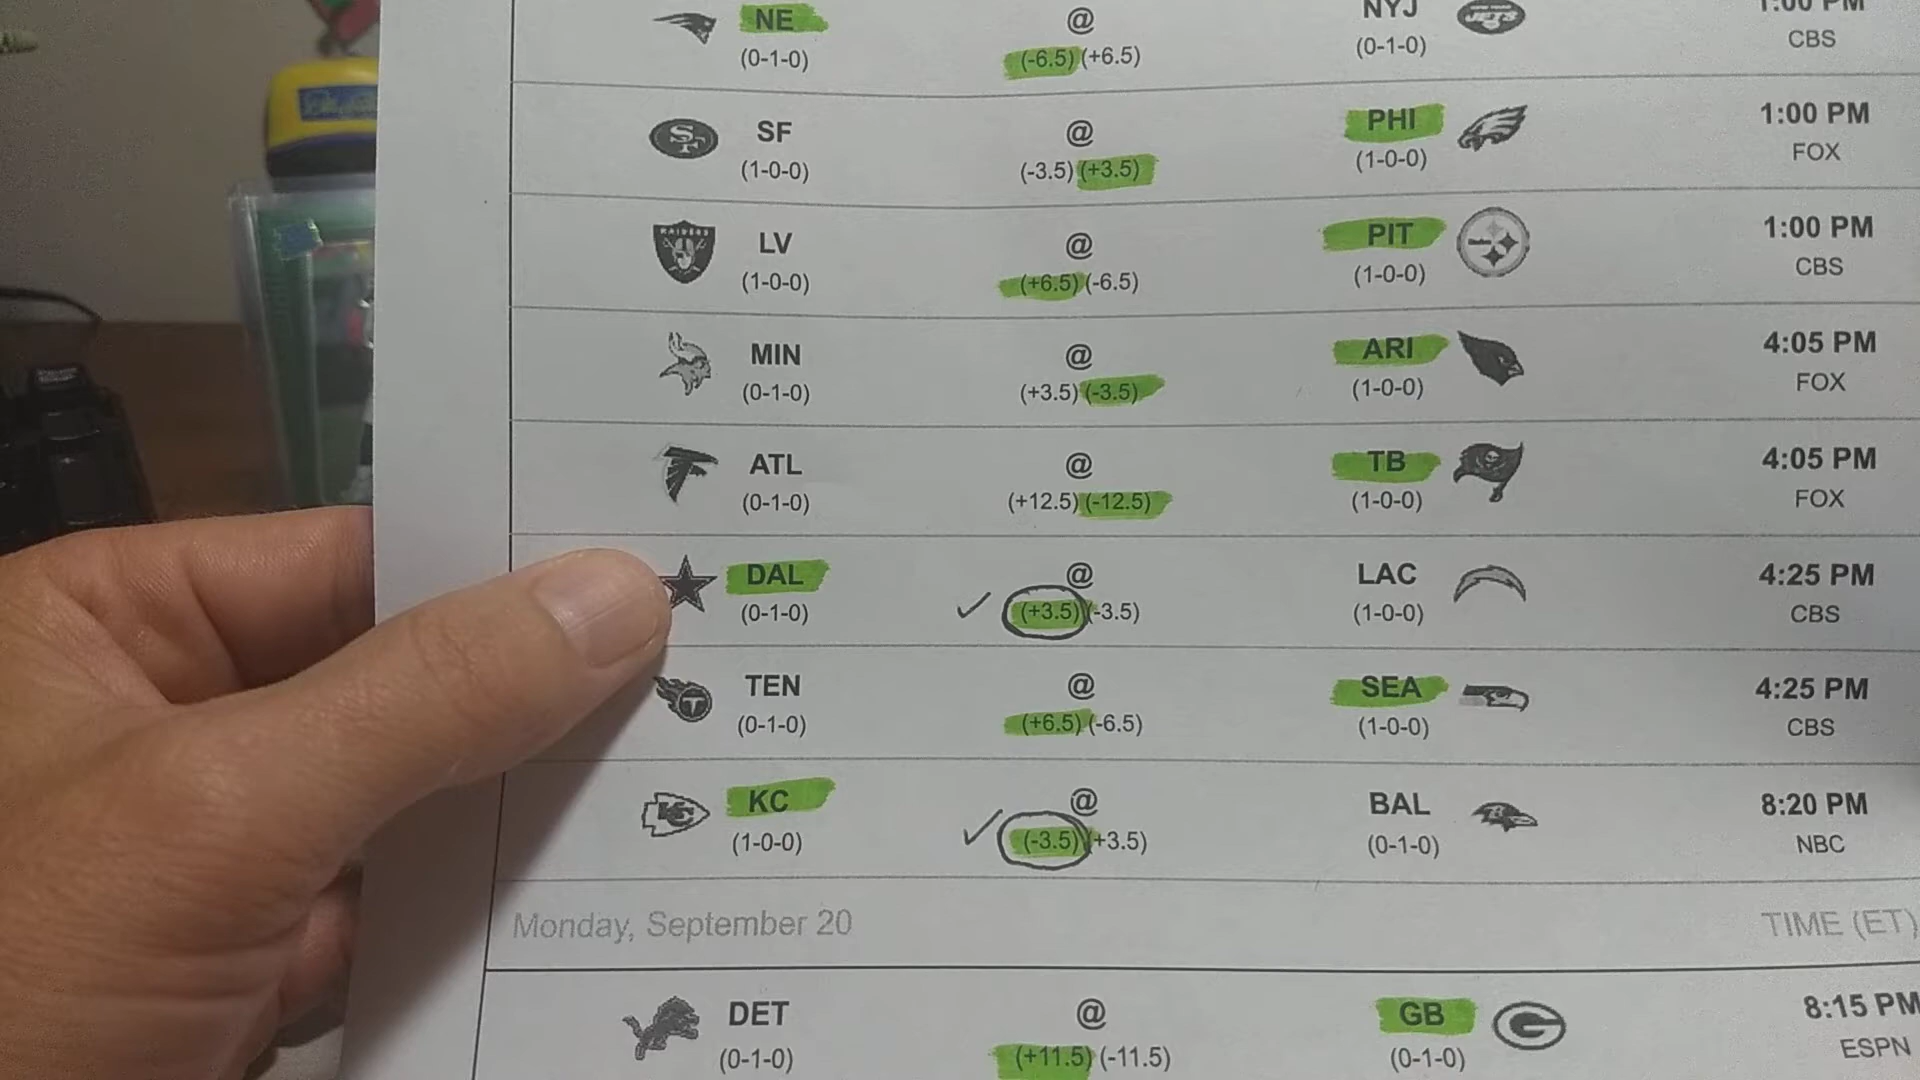 NE @ NYJ 1:00 PM
(0-1-0) (-6.5) (+6.5) (0-1-0) CBS
SF @ PHI 1:00 PM
(1-0-0) (-3.5) (+3.5) (1-0-0) FOX
LV @ PIT 1:00 PM
(1-0-0) (+6.5) (-6.5) (1-0-0) CBS
MIN @ ARI 4:05 PM
(0-1-0) (+3.5) (-3.5) (1-0-0) FOX
ATL @ TB 4:05 PM
(0-1-0) (+12.5) (-12.5) (1-0-0) FOX
DAL @ LAC 4:25 PM
(0-1-0) (+3.5) (-3.5) (1-0-0) CBS
TEN @ SEA 4:25 PM
(0-1-0) (+6.5) (-6.5) (1-0-0) CBS
KC @ BAL 8:20 PM
(1-0-0) (-3.5) (+3.5) (0-1-0) NBC
Monday, September 20 TIME (ET)
DET @ GB 8:15 PM
(0-1-0) (+11.5) (-11.5) (0-1-0) ESPN